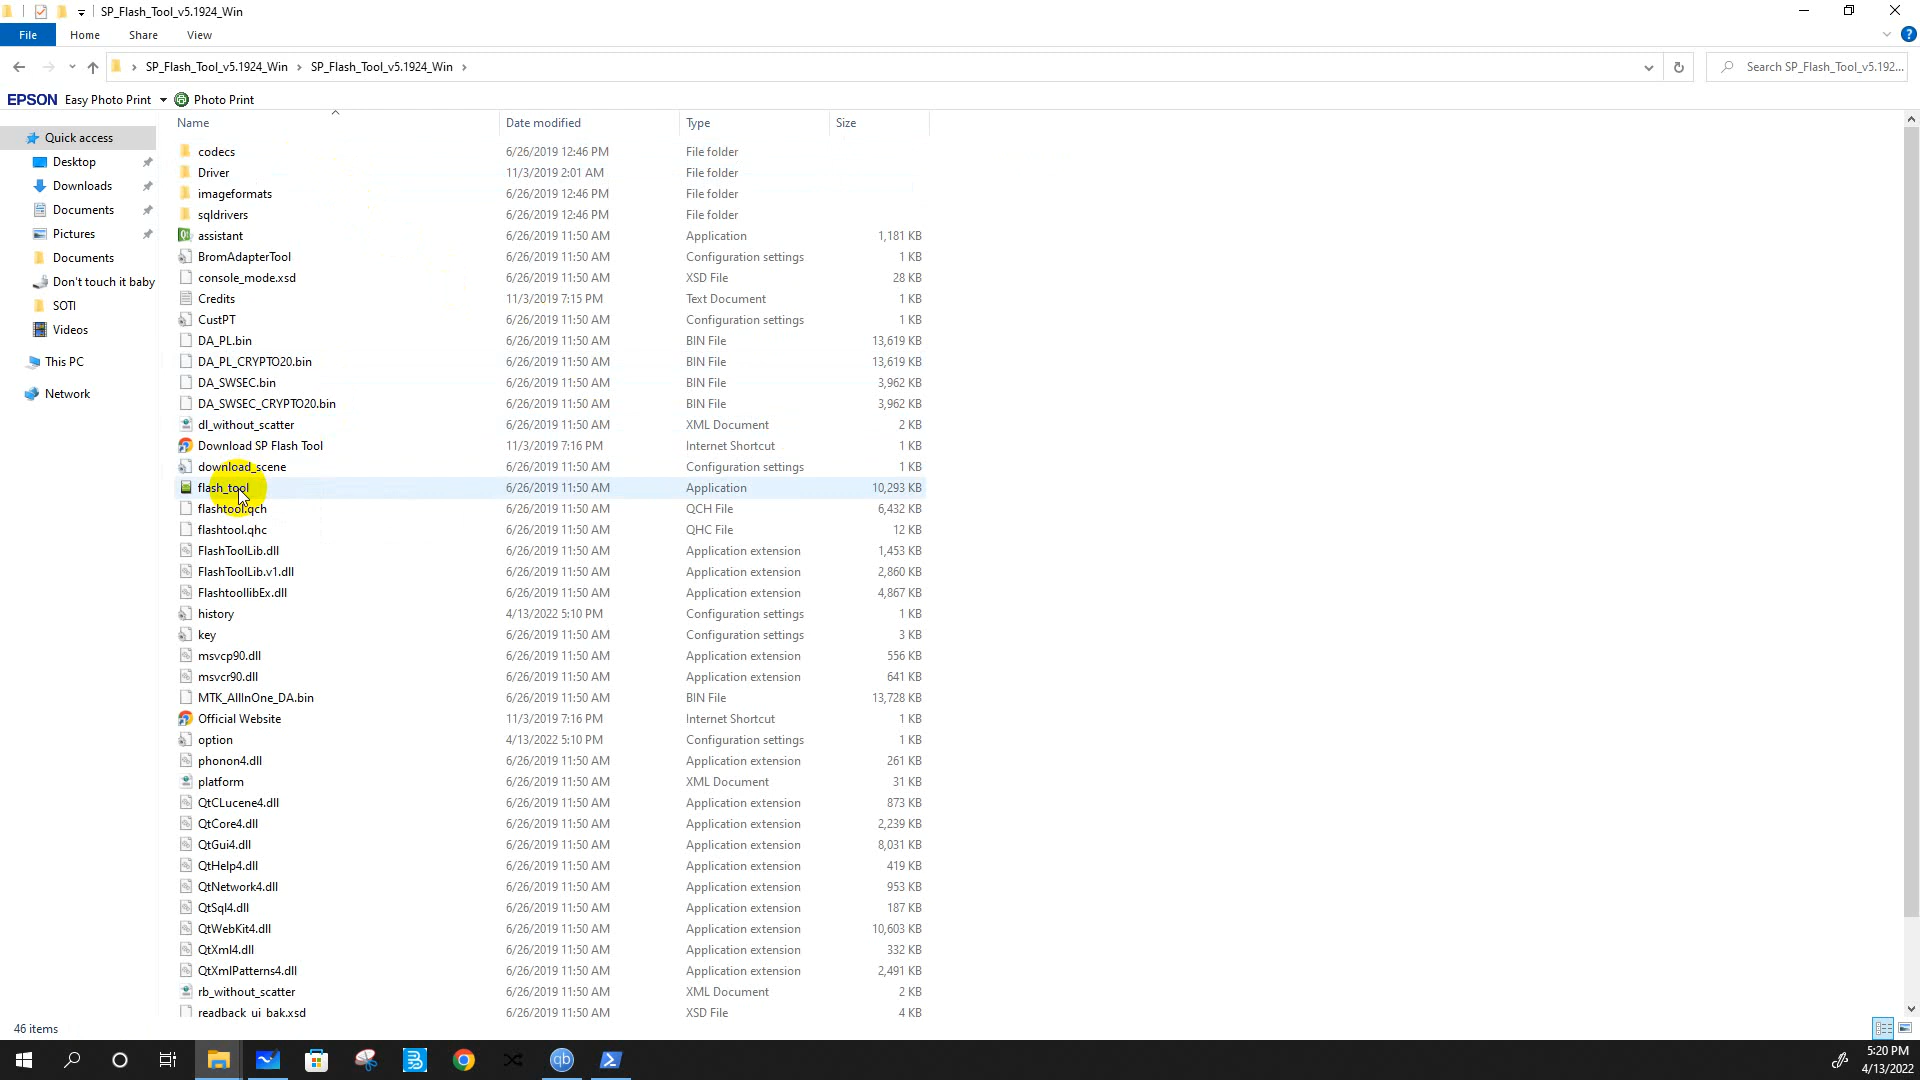 SP_Flash_Tool_v5.1924_Win
File Home Share View
SP_Flash_Tool_v5.1924_Win SP_Flash_Tool_v5.1924_Win Search SP_Flash_Tool_v5.192...
EPSON Easy Photo Print Photo Print
Quick access
Desktop
Downloads
Documents
Pictures
Documents
Don't touch it baby
SOTI
Videos
This PC
Network
Name Date modified Type Size
codecs 6/26/2019 12:46 PM File folder
Driver 11/3/2019 2:01 AM File folder
imageformats 6/26/2019 12:46 PM File folder
sqldrivers 6/26/2019 12:46 PM File folder
assistant 6/26/2019 11:50 AM Application 1,181 KB
BromAdapterTool 6/26/2019 11:50 AM Configuration settings 1 KB
console_mode.xsd 6/26/2019 11:50 AM XSD File 28 KB
Credits 11/3/2019 7:15 PM Text Document 1 KB
CustPT 6/26/2019 11:50 AM Configuration settings 1 KB
DA_PL.bin 6/26/2019 11:50 AM BIN File 13,619 KB
DA_PL_CRYPTO20.bin 6/26/2019 11:50 AM BIN File 13,619 KB
DA_SWSEC.bin 6/26/2019 11:50 AM BIN File 3,962 KB
DA_SWSEC_CRYPTO20.bin 6/26/2019 11:50 AM BIN File 3,962 KB
dl_without_scatter 6/26/2019 11:50 AM XML Document 2 KB
Download SP Flash Tool 11/3/2019 7:16 PM Internet Shortcut 1 KB
download_scene 6/26/2019 11:50 AM Configuration settings 1 KB
flash_tool 6/26/2019 11:50 AM Application 10,293 KB
flashtool.qch 6/26/2019 11:50 AM QCH File 6,432 KB
flashtool.qhc 6/26/2019 11:50 AM QHC File 12 KB
FlashToolLib.dll 6/26/2019 11:50 AM Application extension 1,453 KB
FlashToolLib.v1.dll 6/26/2019 11:50 AM Application extension 2,860 KB
FlashtoollibEx.dll 6/26/2019 11:50 AM Application extension 4,867 KB
history 4/13/2022 5:10 PM Configuration settings 1 KB
key 6/26/2019 11:50 AM Configuration settings 3 KB
msvcp90.dll 6/26/2019 11:50 AM Application extension 556 KB
msvcr90.dll 6/26/2019 11:50 AM Application extension 641 KB
MTK_AllInOne_DA.bin 6/26/2019 11:50 AM BIN File 13,728 KB
Official Website 11/3/2019 7:16 PM Internet Shortcut 1 KB
option 4/13/2022 5:10 PM Configuration settings 1 KB
phonon4.dll 6/26/2019 11:50 AM Application extension 261 KB
platform 6/26/2019 11:50 AM XML Document 31 KB
QtCLucene4.dll 6/26/2019 11:50 AM Application extension 873 KB
QtCore4.dll 6/26/2019 11:50 AM Application extension 2,239 KB
QtGui4.dll 6/26/2019 11:50 AM Application extension 8,031 KB
QtHelp4.dll 6/26/2019 11:50 AM Application extension 419 KB
QtNetwork4.dll 6/26/2019 11:50 AM Application extension 953 KB
QtSql4.dll 6/26/2019 11:50 AM Application extension 187 KB
QtWebKit4.dll 6/26/2019 11:50 AM Application extension 10,603 KB
QtXml4.dll 6/26/2019 11:50 AM Application extension 332 KB
QtXmlPatterns4.dll 6/26/2019 11:50 AM Application extension 2,491 KB
rb_without_scatter 6/26/2019 11:50 AM XML Document 2 KB
readback_ui_bak.xsd 6/26/2019 11:50 AM XSD File 4 KB
46 items
qb
5:20 PM
4/13/2022